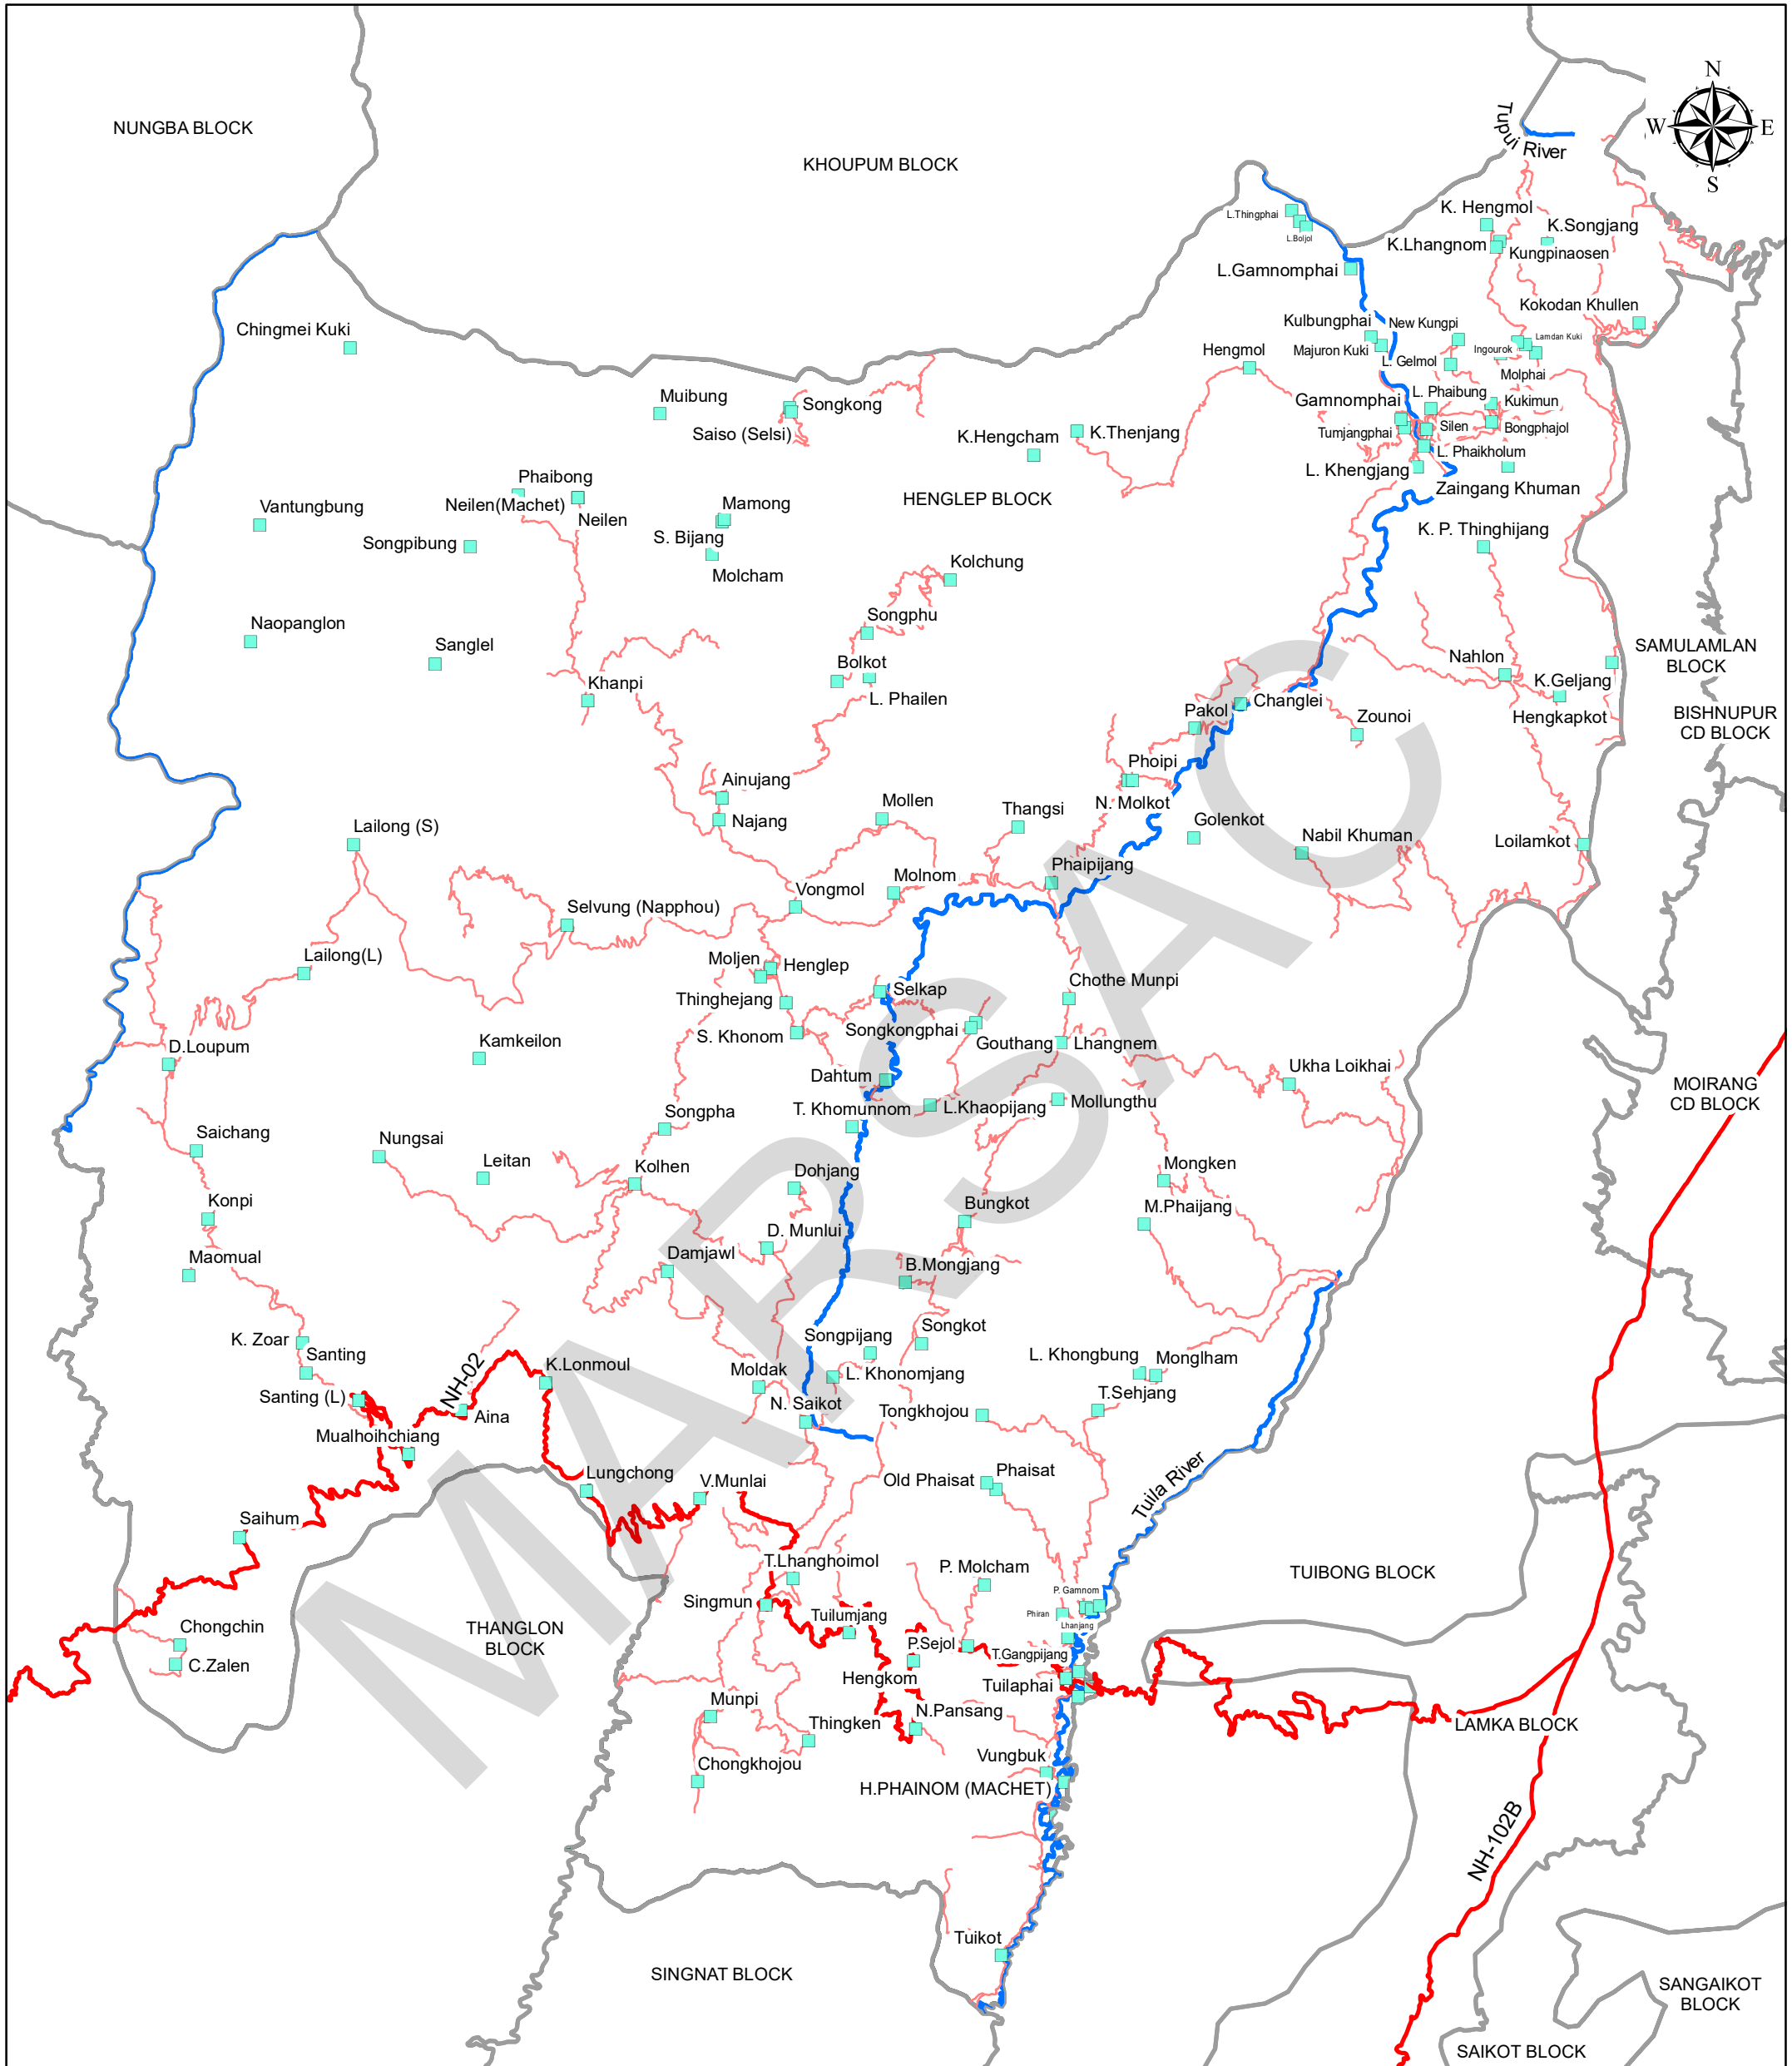 N
W
E
S
Tupui River
NUNGBA BLOCK
KHOUPUM BLOCK
L.Thingphai
L.Boljol
K. Hengmol
K.Songjang
K.Lhangnom
Kungpinaosen
L.Gamnomphai
Kokodan Khullen
Chingmei Kuki
Kulbungphai
New Kungpi
Lamdan Kuki
Majuron Kuki
Ingourok
Hengmol
L. Gelmol
Molphai
Muibung
Songkong
L. Phaibung
Gamnomphai
Kukimun
Saiso (Selsi)
K.Hengcham
K.Thenjang
Tumjangphai
Silen
Bongphajol
L. Phaikholum
L. Khengjang
Phaibong
Zaingang Khuman
Vantungbung
Neilen(Machet)
Neilen
Mamong
HENGLEP BLOCK
K. P. Thinghijang
Songpibung
S. Bijang
Molcham
Kolchung
Songphu
Naopanglon
Sanglel
SAMULAMLAN
BLOCK
Bolkot
Nahlon
K.Geljang
Khanpi
L. Phailen
Changlei
Hengkapkot
BISHNUPUR
CD BLOCK
Pakol
Zounoi
Phoipi
Ainujang
N. Molkot
Mollen
Thangsi
Najang
Golenkot
Lailong (S)
Nabil Khuman
Loilamkot
Phaipijang
Vongmol
Molnom
Selvung (Napphou)
Lailong(L)
Moljen
Henglep
Chothe Munpi
Selkap
Thinghejang
Songkongphai
S. Khonom
Gouthang
Lhangnem
Kamkeilon
D.Loupum
Ukha Loikhai
Dahtum
MOIRANG
CD BLOCK
T. Khomunnom
L.Khaopijang
Mollungthu
Songpha
Saichang
Nungsai
Leitan
Kolhen
Dohjang
Mongken
Konpi
Bungkot
M.Phaijang
D. Munlui
Maomual
Damjawl
B.Mongjang
K. Zoar
Songpijang
Songkot
Santing
L. Khongbung
Monglham
NH-02
K.Lonmoul
Moldak
L. Khonomjang
T.Sehjang
Santing (L)
N. Saikot
Tongkhojou
Aina
Mualhoihchiang
Lungchong
V.Munlai
Old Phaisat
Phaisat
Tuila River
Saihum
T.Lhanghoimol
P. Molcham
TUIBONG BLOCK
P. Gamnom
Singmun
Phiran
Tuilumjang
Lhanjang
Chongchin
THANGLON
BLOCK
P.Sejol
T.Gangpijang
C.Zalen
Hengkom
Tuilaphai
Munpi
N.Pansang
LAMKA BLOCK
Thingken
Vungbuk
Chongkhojou
H.PHAINOM (MACHET)
NH-102B
Tuikot
SINGNAT BLOCK
SANGAIKOT
BLOCK
SAIKOT BLOCK
MARSAC